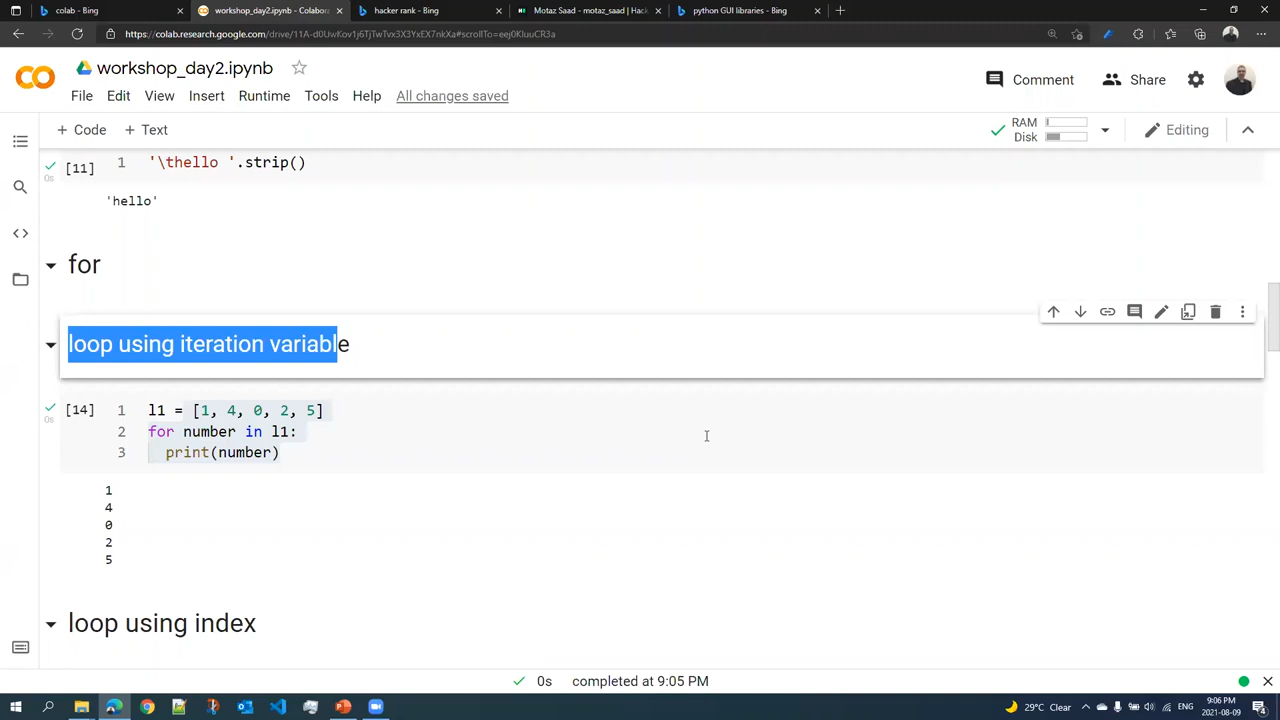 colab - Bing
workshop_day2.ipynb - Colabora
hacker rank - Bing
Motaz Saad - motaz_saad | Hack
python GUI libraries - Bing
https://colab.research.google.com/drive/11A-d0UwKov1j6TjTwTvx3X3YxEX7nkXa#scrollTo=eej0KluuCR3a
CO
workshop_day2.ipynb
Comment
Share
File Edit View Insert Runtime Tools Help All changes saved
+ Code + Text
RAM
Disk
Editing
[11] 1 '\thello '.strip()
0s
'hello'
for
loop using iteration variable
[14] 1 l1 = [1, 4, 0, 2, 5]
0s
2 for number in l1:
3 print(number)
1
4
0
2
5
loop using index
0s completed at 9:05 PM
29°C Clear
ENG
9:06 PM
2021-08-09